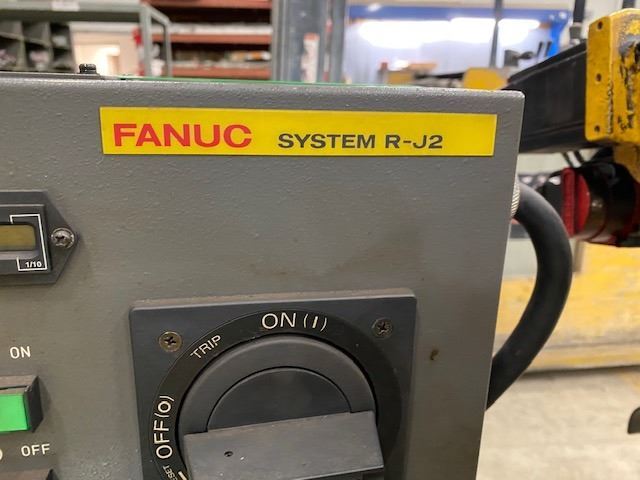 FANUC SYSTEM R-J2
1/10
ON (I)
TRIP
OFF (O)
ON
OFF